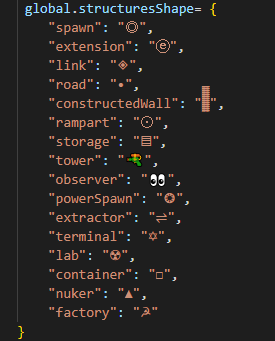 global.structuresShape= {
"spawn": "◎",
"extension": "ⓔ",
"link": "◈",
"road": "•",
"constructedWall": "▓",
"rampart": "⊙",
"storage": "▤",
"tower": "🔫",
"observer": "👀",
"powerSpawn": "✪",
"extractor": "⇌",
"terminal": "✡",
"lab": "☢",
"container": "□",
"nuker": "▲",
"factory": "☭"
}